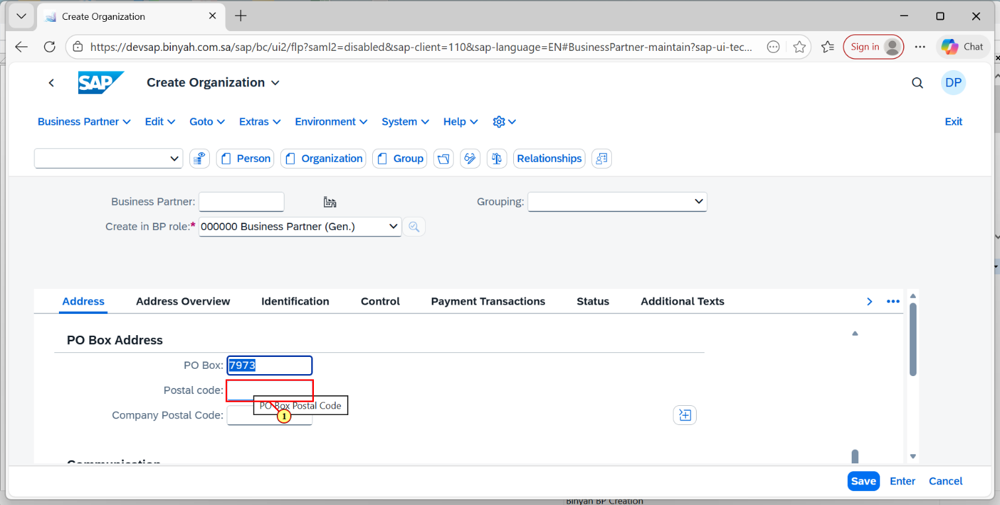 Create Organization
https://devsap.binyah.com.sa/sap/bc/ui2/flp?saml2=disabled&sap-client=110&sap-language=EN#BusinessPartner-maintain?sap-ui-tec...
Sign in
Chat
SAP
Create Organization
DP
Business Partner
Edit
Goto
Extras
Environment
System
Help
Exit
Person
Organization
Group
Relationships
Business Partner:
Grouping:
Create in BP role:*
000000 Business Partner (Gen.)
Address
Address Overview
Identification
Control
Payment Transactions
Status
Additional Texts
PO Box Address
PO Box:
7973
Postal code:
PO Box Postal Code
1
Company Postal Code:
Communication
Save
Enter
Cancel
Binyan BP Creation